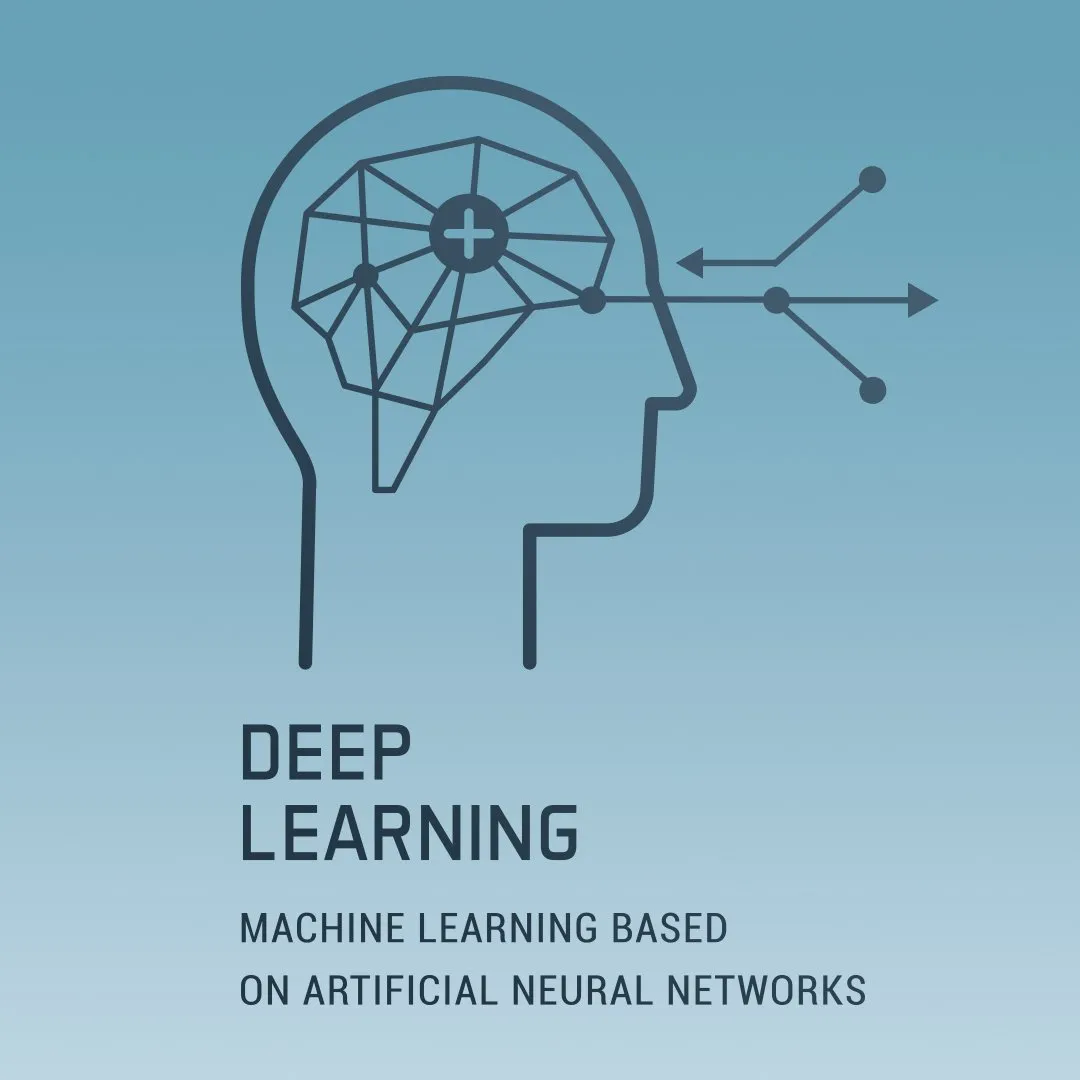 DEEP
LEARNING
MACHINE LEARNING BASED
ON ARTIFICIAL NEURAL NETWORKS